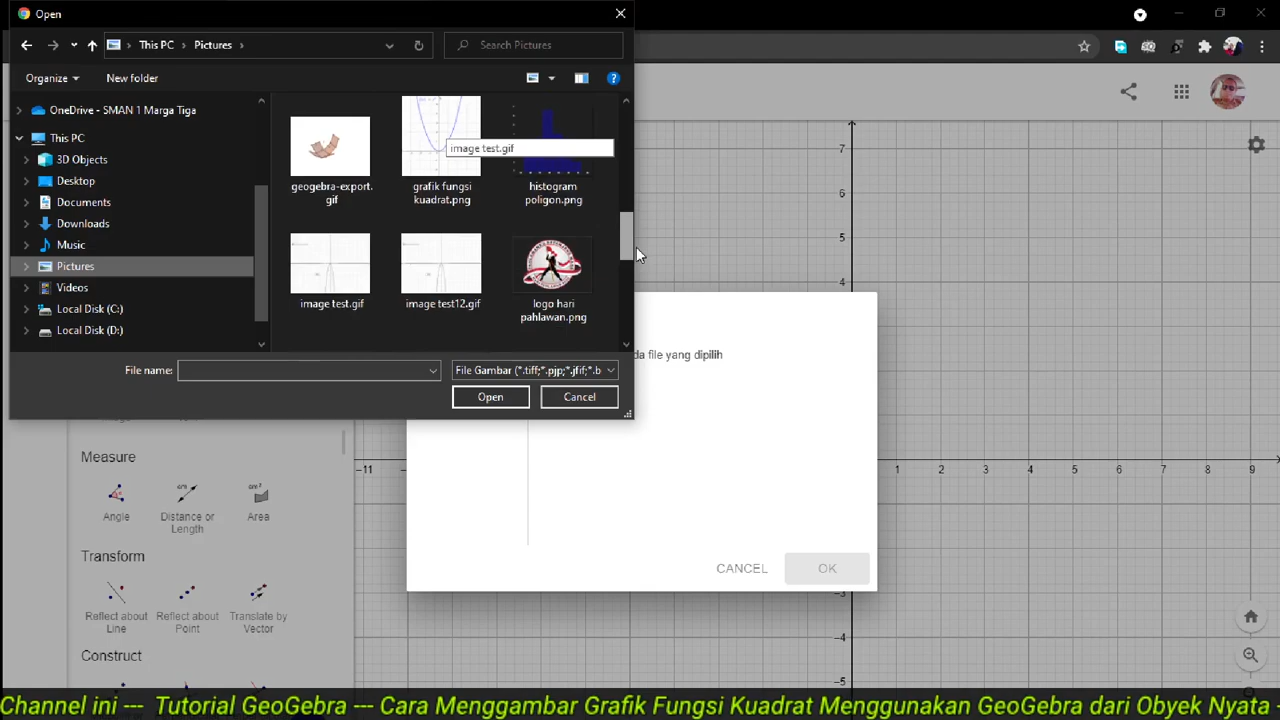 Open
This PC
Pictures
Search Pictures
Organize
New folder
OneDrive - SMAN 1 Marga Tiga
This PC
3D Objects
Desktop
Documents
Downloads
Music
Pictures
Videos
Local Disk (C:)
Local Disk (D:)
geogebra-export.
gif
grafik fungsi
kuadrat.png
histogram
poligon.png
image test.gif
image test.gif
image test12.gif
logo hari
pahlawan.png
File name:
File Gambar (*.tiff;*.pjp;*.jfif;*.b
Open
Cancel
da file yang dipilih
CANCEL
OK
Measure
Angle
Distance or
Length
Area
Transform
Reflect about
Line
Reflect about
Point
Translate by
Vector
Construct
7
6
5
4
-11
1 2 3 4 5 6 7 8 9
-3
-4
-5
Channel ini --- Tutorial GeoGebra --- Cara Menggambar Grafik Fungsi Kuadrat Menggunakan GeoGebra dari Obyek Nyata -